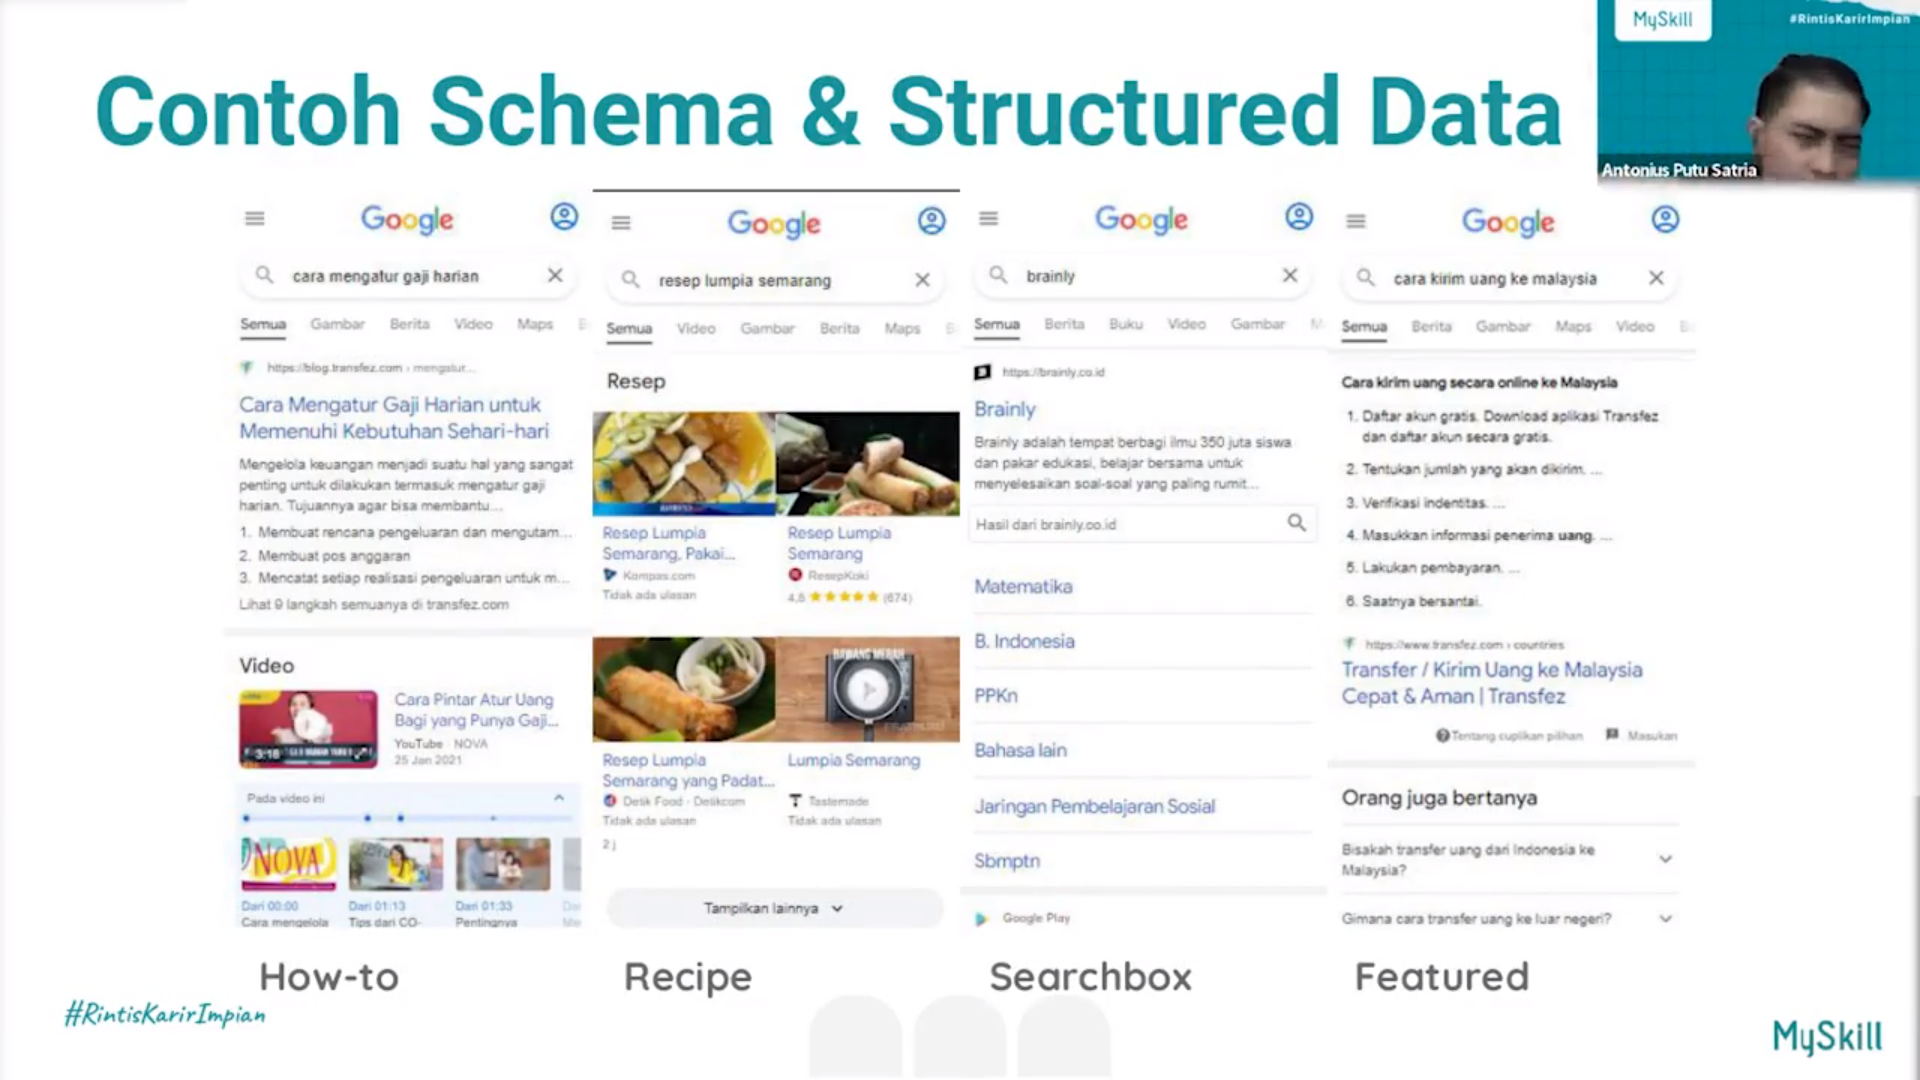 MySkill
#RintisKarirImpian
Contoh Schema & Structured Data
Antonius Putu Satria
Google
cara mengatur gaji harian
Semua Gambar Berita Video Maps
https://blog.transfez.com › mengatur...
Cara Mengatur Gaji Harian untuk
Memenuhi Kebutuhan Sehari-hari
Mengelola keuangan menjadi suatu hal yang sangat
penting untuk dilakukan termasuk mengatur gaji
harian. Tujuannya agar bisa membantu...
1. Membuat rencana pengeluaran dan mengutam...
2. Membuat pos anggaran
3. Mencatat setiap realisasi pengeluaran untuk m...
Lihat 9 langkah semuanya di transfez.com
Video
3:16
Cara Pintar Atur Uang
Bagi yang Punya Gaji...
YouTube · NOVA
25 Jan 2021
Pada video ini
NOVA
Dari 00:00
Cara mengelola
Dari 01:13
Tips dari CO-
Dari 01:33
Pentingnya
How-to
Google
resep lumpia semarang
Semua Video Gambar Berita Maps
Resep
Resep Lumpia
Semarang, Pakai...
Kompas.com
Tidak ada ulasan
Resep Lumpia
Semarang
ResepKoki
4,8 (674)
BAWANG MERAH
Resep Lumpia
Semarang yang Padat...
Detik Food - Detikcom
Tidak ada ulasan
2 j
Lumpia Semarang
Tastemade
Tidak ada ulasan
Tampilkan lainnya
Recipe
Google
brainly
Semua Berita Buku Video Gambar
https://brainly.co.id
Brainly
Brainly adalah tempat berbagi ilmu 350 juta siswa
dan pakar edukasi, belajar bersama untuk
menyelesaikan soal-soal yang paling rumit...
Hasil dari brainly.co.id
Matematika
B. Indonesia
PPKn
Bahasa lain
Jaringan Pembelajaran Sosial
Sbmptn
Google Play
Searchbox
Google
cara kirim uang ke malaysia
Semua Berita Gambar Maps Video
Cara kirim uang secara online ke Malaysia
1. Daftar akun gratis. Download aplikasi Transfez
dan daftar akun secara gratis.
2. Tentukan jumlah yang akan dikirim. ...
3. Verifikasi indentitas. ...
4. Masukkan informasi penerima uang. ...
5. Lakukan pembayaran. ...
6. Saatnya bersantai.
https://www.transfez.com › countries
Transfer / Kirim Uang ke Malaysia
Cepat & Aman | Transfez
Tentang cuplikan pilihan
Masukan
Orang juga bertanya
Bisakah transfer uang dari Indonesia ke
Malaysia?
Gimana cara transfer uang ke luar negeri?
Featured
#RintisKarirImpian
MySkill